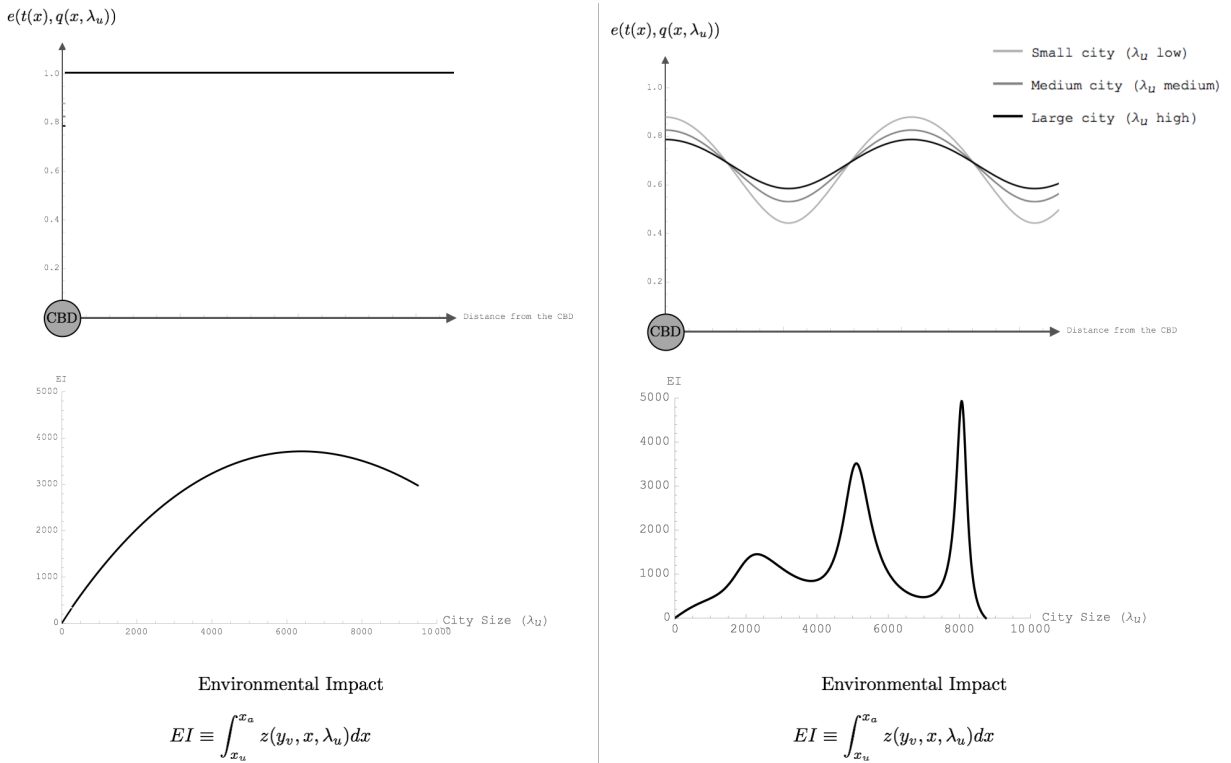 e(t(x), q(x, λ_u))
1.0
0.8
0.6
0.4
0.2
CBD
Distance from the CBD
EI
5000
4000
3000
2000
1000
0
0 2000 4000 6000 8000 10000
City Size (λ_u)
Environmental Impact
EI ≡ ∫_{x_u}^{x_a} z(y_v, x, λ_u)dx
e(t(x), q(x, λ_u))
Small city (λ_u low)
Medium city (λ_u medium)
Large city (λ_u high)
1.0
0.8
0.6
0.4
0.2
CBD
Distance from the CBD
EI
5000
4000
3000
2000
1000
0
0 2000 4000 6000 8000 10000
City Size (λ_u)
Environmental Impact
EI ≡ ∫_{x_u}^{x_a} z(y_v, x, λ_u)dx